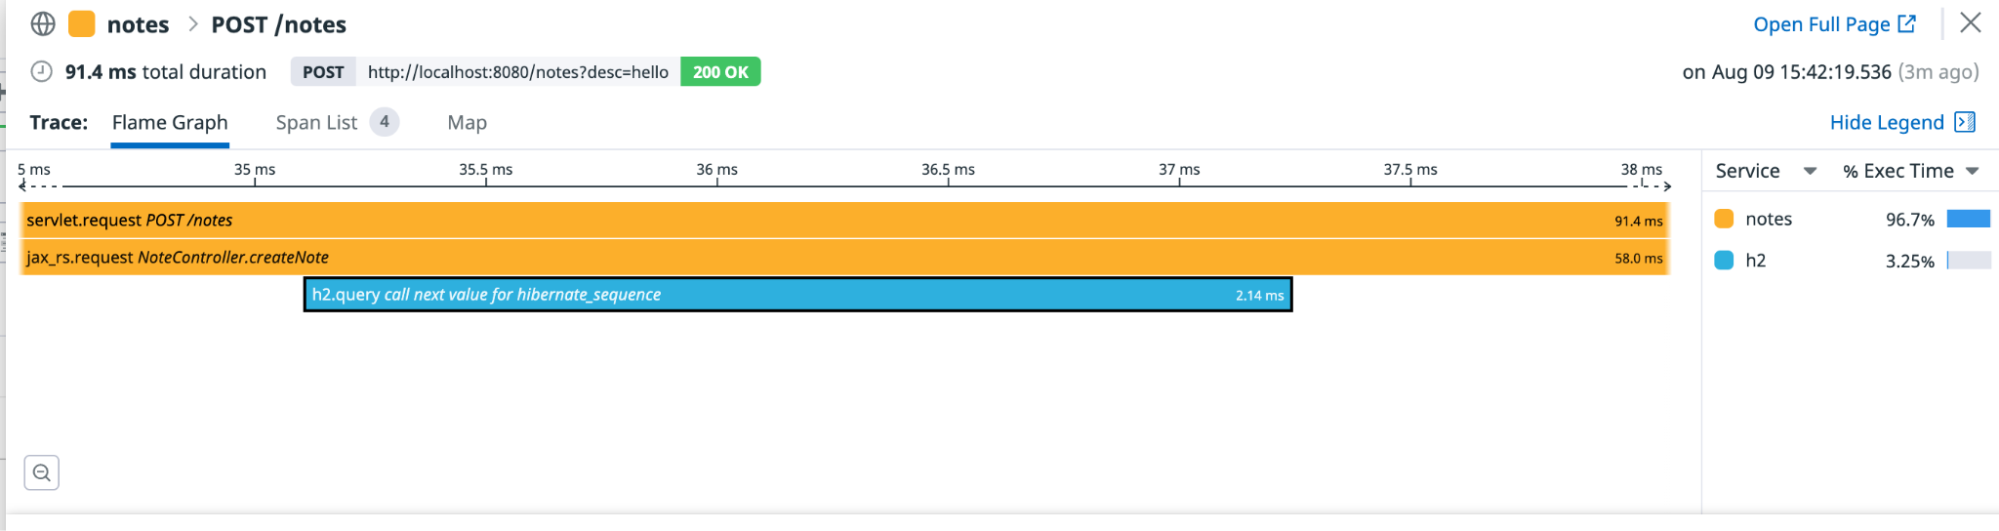 notes > POST /notes
Open Full Page
91.4 ms total duration POST http://localhost:8080/notes?desc=hello 200 OK
on Aug 09 15:42:19.536 (3m ago)
Trace: Flame Graph Span List 4 Map
Hide Legend
5 ms 35 ms 35.5 ms 36 ms 36.5 ms 37 ms 37.5 ms 38 ms
Service % Exec Time
servlet.request POST /notes 91.4 ms
notes 96.7%
jax_rs.request NoteController.createNote 58.0 ms
h2 3.25%
h2.query call next value for hibernate_sequence 2.14 ms